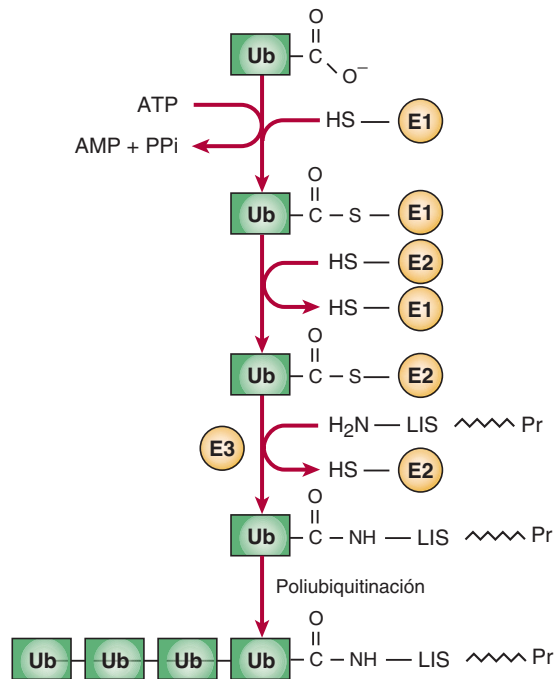 O
Ub C
O–
ATP
HS E1
AMP + PPi
O
Ub C S E1
HS E2
HS E1
O
Ub C S E2
H2N LIS Pr
E3
HS E2
O
Ub C NH LIS Pr
Poliubiquitinación
O
Ub Ub Ub Ub C NH LIS Pr